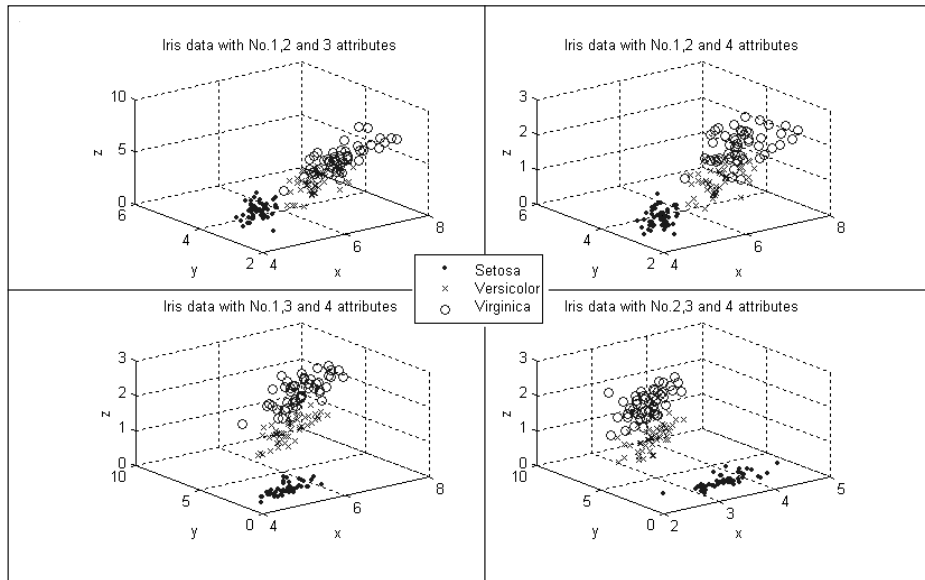 Iris data with No.1,2 and 3 attributes
10
5
0
z
6
4
2
y
4
6
8
x
Iris data with No.1,2 and 4 attributes
3
2
1
0
z
6
4
2
y
4
6
8
x
Setosa
Versicolor
Virginica
Iris data with No.1,3 and 4 attributes
3
2
1
0
z
10
5
0
y
4
6
8
x
Iris data with No.2,3 and 4 attributes
3
2
1
0
z
10
5
0
y
2
3
4
5
x